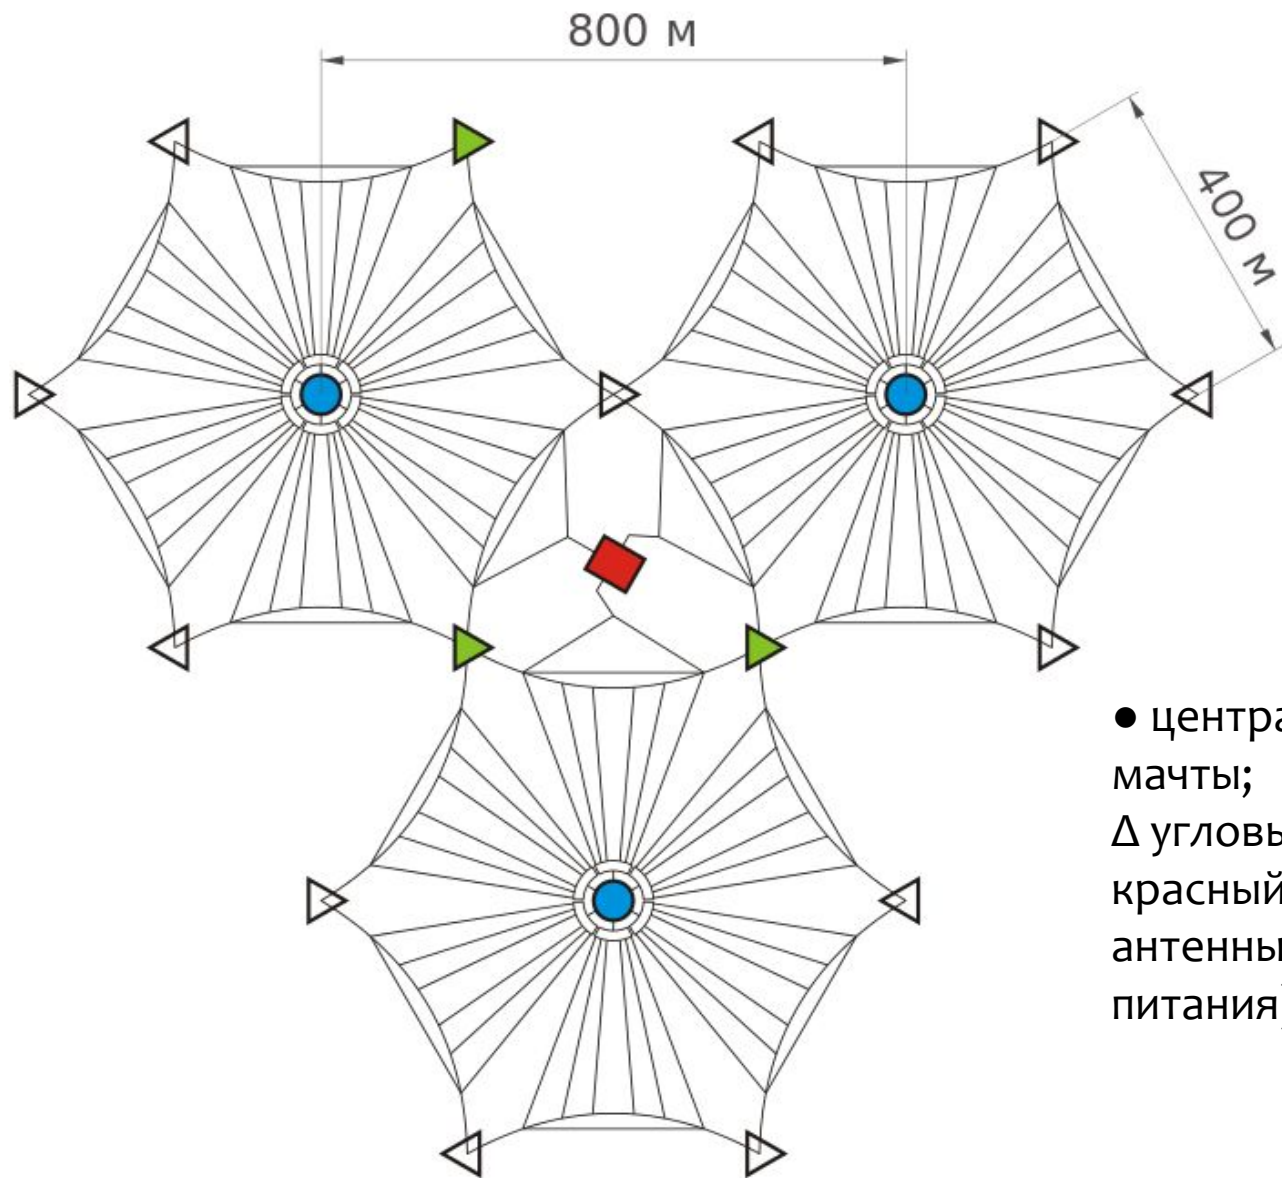 800 м
400 м
● центра
мачты;
Δ угловы
красный
антенны
питания)